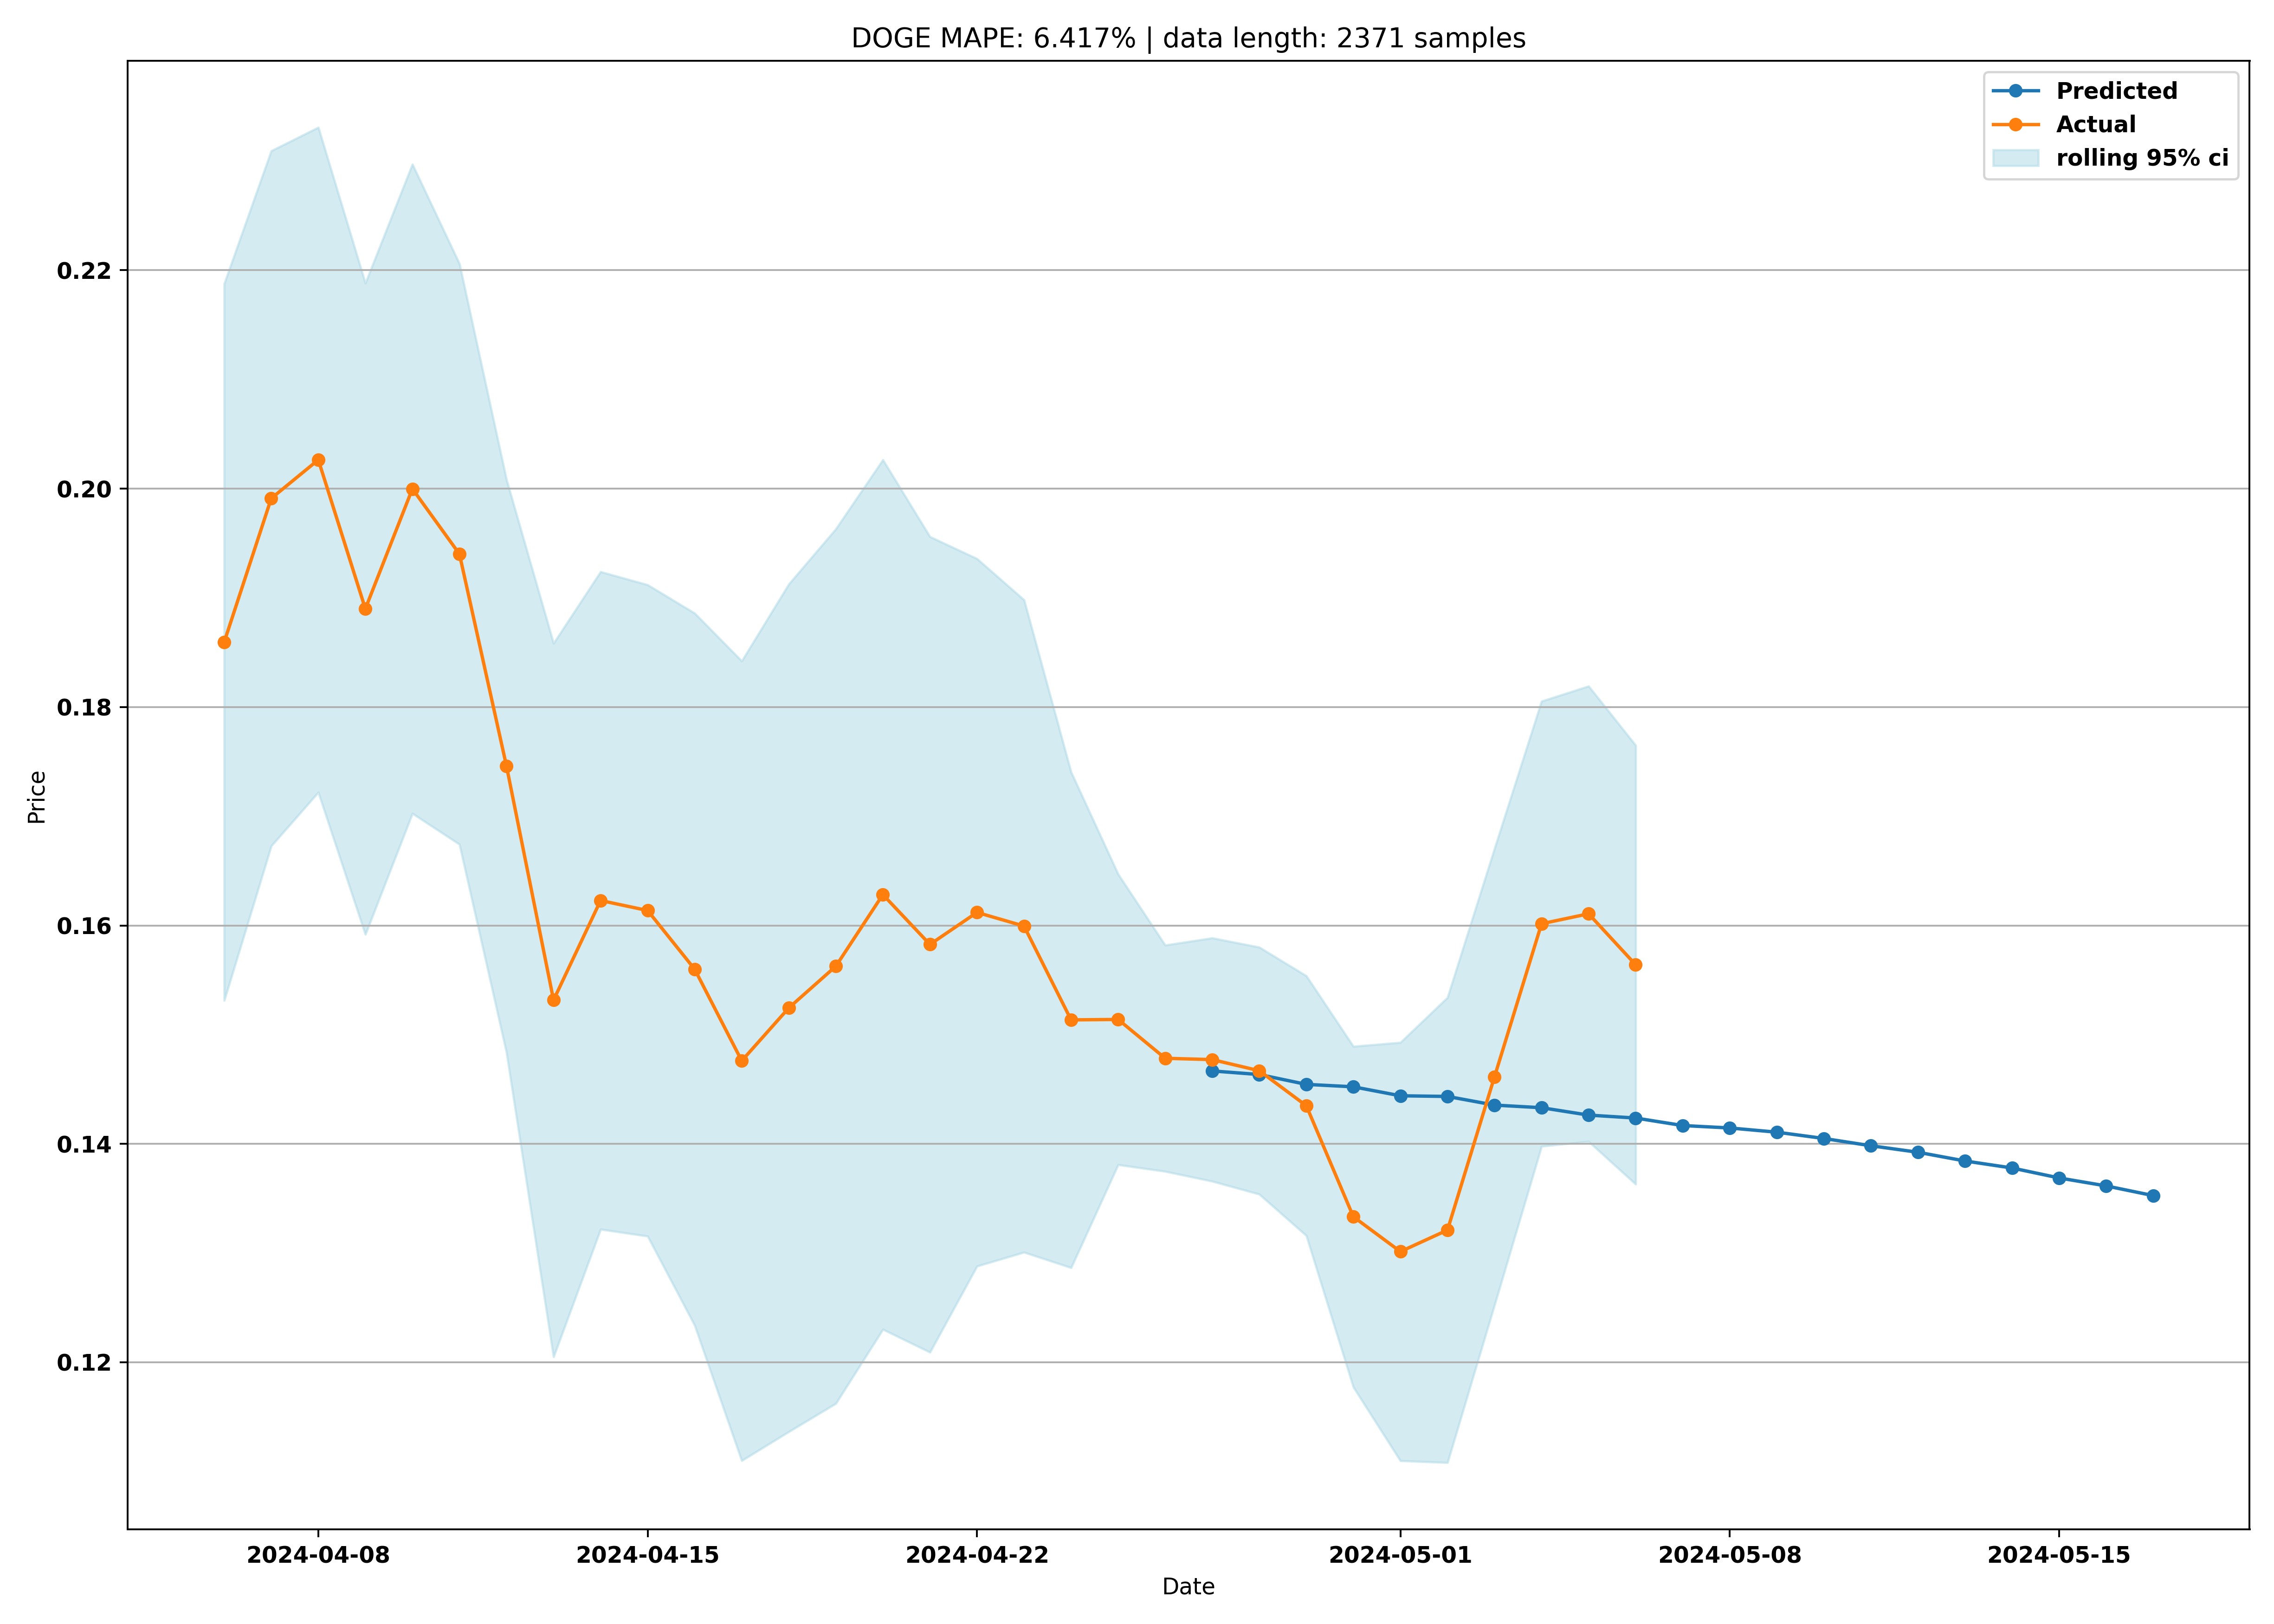 DOGE MAPE: 6.417% | data length: 2371 samples
Predicted
Actual
rolling 95% ci
0.22
0.20
0.18
0.16
0.14
0.12
Price
2024-04-08
2024-04-15
2024-04-22
2024-05-01
2024-05-08
2024-05-15
Date